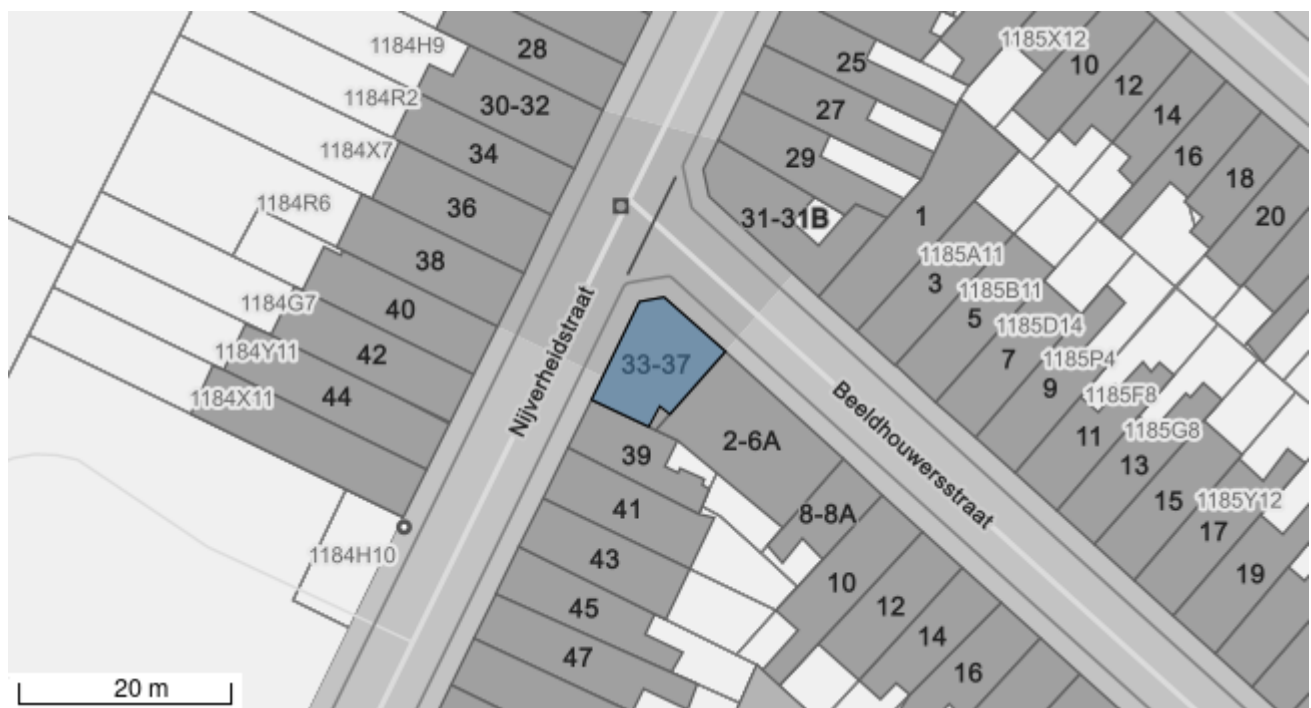 1184H9
28
1184R2
30-32
1184X7
34
1184R6
36
38
1184G7
40
1184Y11
42
1184X11
44
1184H10
Nijverheidstraat
25
27
29
31-31B
33-37
39
41
43
45
47
1185X12
10
12
14
16
18
20
1
1185A11
3
1185B11
5
1185D14
7
1185P4
9
1185F8
11
1185G8
13
15
1185Y12
17
19
Beeldhouwersstraat
2-6A
8-8A
10
12
14
16
20 m